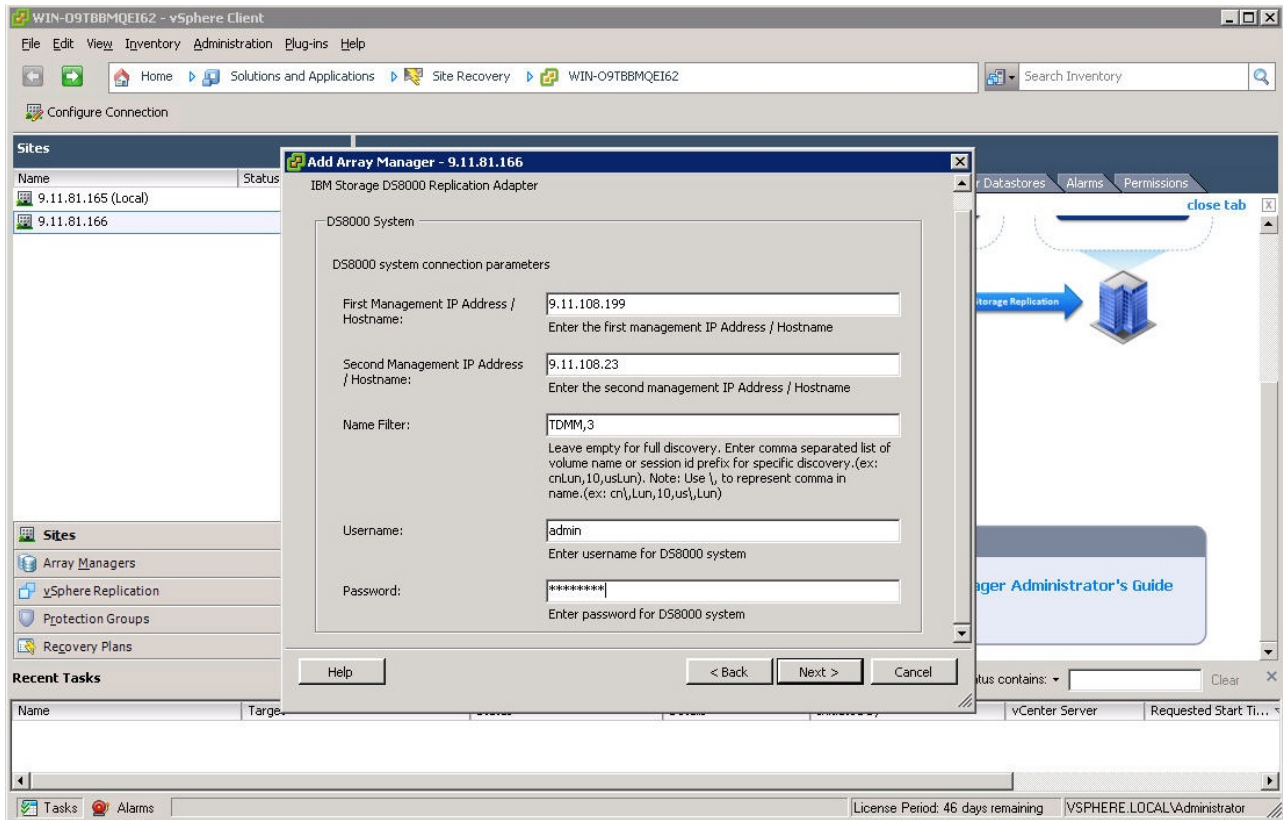 WIN-O9TBBMQEI62 - vSphere Client
File Edit View Inventory Administration Plug-ins Help
Home Solutions and Applications Site Recovery WIN-O9TBBMQEI62
Search Inventory
Configure Connection
Sites
Name Status
9.11.81.165 (Local)
9.11.81.166
Add Array Manager - 9.11.81.166
IBM Storage DS8000 Replication Adapter
DS8000 System
DS8000 system connection parameters
First Management IP Address / Hostname:
9.11.108.199
Enter the first management IP Address / Hostname
Second Management IP Address / Hostname:
9.11.108.23
Enter the second management IP Address / Hostname
Name Filter:
TDMM,3
Leave empty for full discovery. Enter comma separated list of
volume name or session id prefix for specific discovery.(ex:
cnLun,10,usLun). Note: Use \, to represent comma in
name.(ex: cn\,Lun,10,us\,Lun)
Username:
admin
Enter username for DS8000 system
Password:
********
Enter password for DS8000 system
Help < Back Next > Cancel
Datastores Alarms Permissions
close tab
Storage Replication
ager Administrator's Guide
Sites
Array Managers
vSphere Replication
Protection Groups
Recovery Plans
Recent Tasks
tus contains: Clear
Name Target vCenter Server Requested Start Ti...
Tasks Alarms
License Period: 46 days remaining
VSPHERE.LOCAL\Administrator